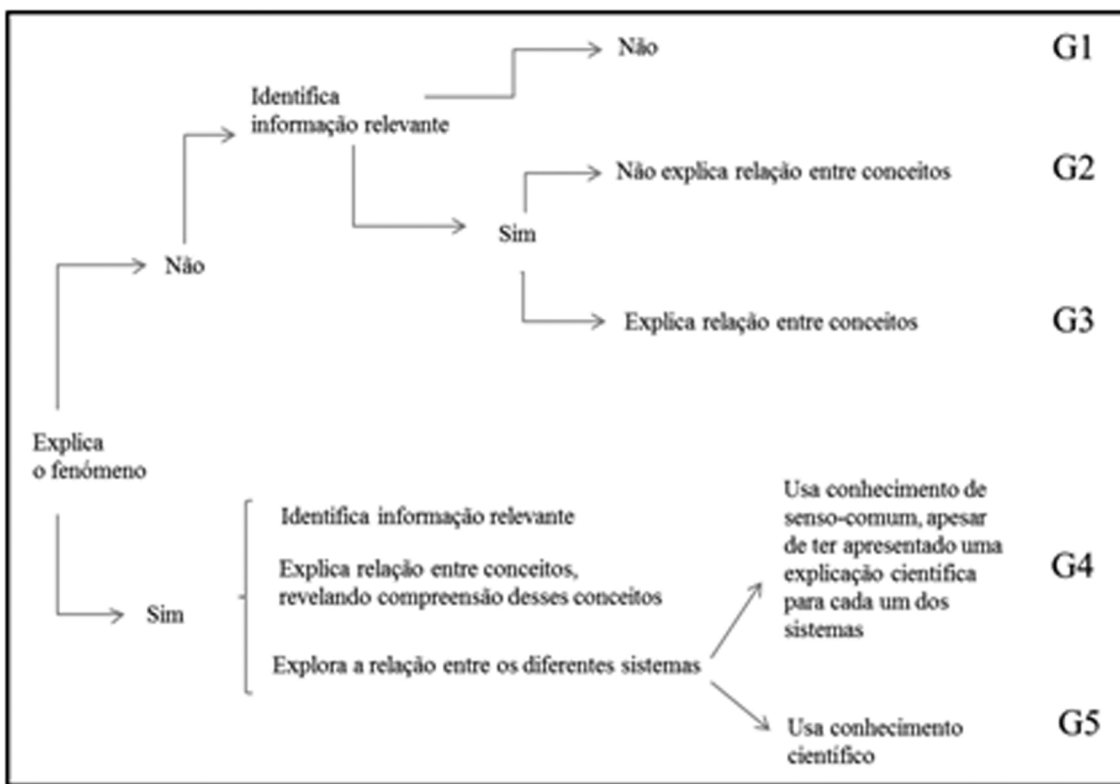 Não
G1
Identifica
informação relevante
Não explica relação entre conceitos
G2
Sim
Não
Explica relação entre conceitos
G3
Explica
o fenómeno
Usa conhecimento de
senso-comum, apesar
de ter apresentado uma
explicação científica
para cada um dos
sistemas
G4
Identifica informação relevante
Explica relação entre conceitos,
revelando compreensão desses conceitos
Sim
Explora a relação entre os diferentes sistemas
Usa conhecimento
científico
G5